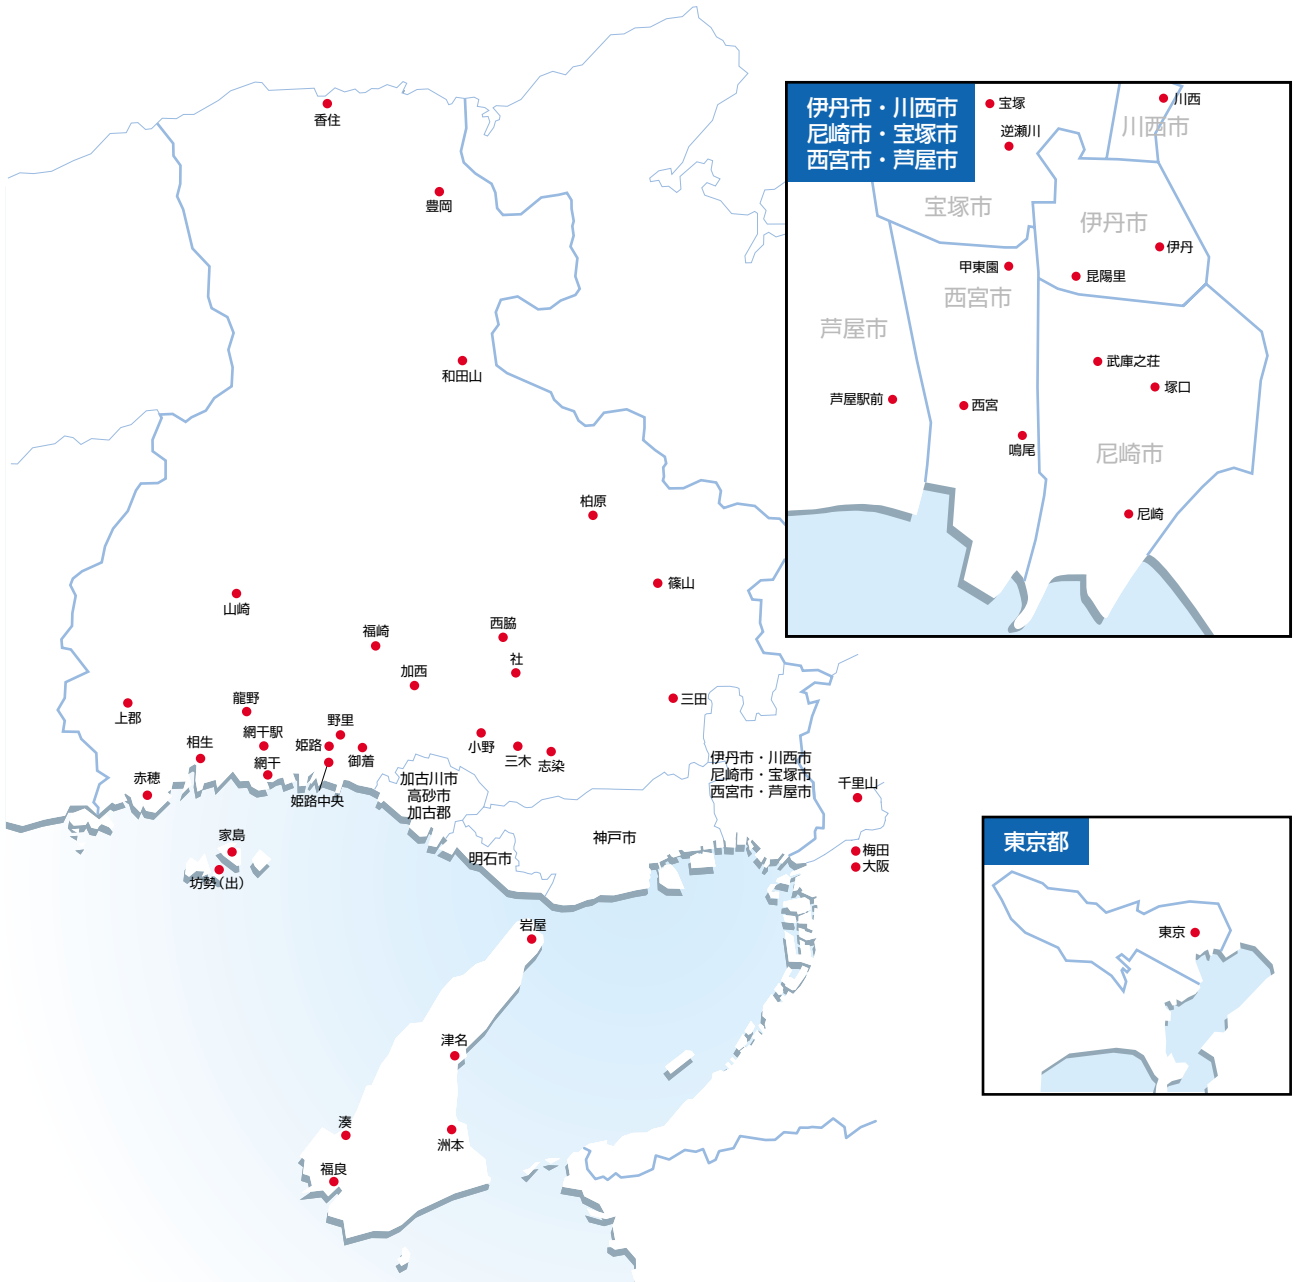 香住
豊岡
和田山
柏原
篠山
山崎
福崎
西脇
社
加西
三田
上郡
龍野
相生
網干駅
網干
赤穂
姫路
野里
御着
姫路中央
小野
三木
志染
加古川市
高砂市
加古郡
明石市
神戸市
伊丹市・川西市
尼崎市・宝塚市
西宮市・芦屋市
千里山
梅田
大阪
家島
坊勢（出）
岩屋
津名
湊
洲本
福良
伊丹市・川西市
尼崎市・宝塚市
西宮市・芦屋市
宝塚
逆瀬川
川西
川西市
宝塚市
伊丹市
伊丹
甲東園
昆陽里
西宮市
芦屋市
武庫之荘
塚口
芦屋駅前
西宮
鳴尾
尼崎市
尼崎
東京都
東京